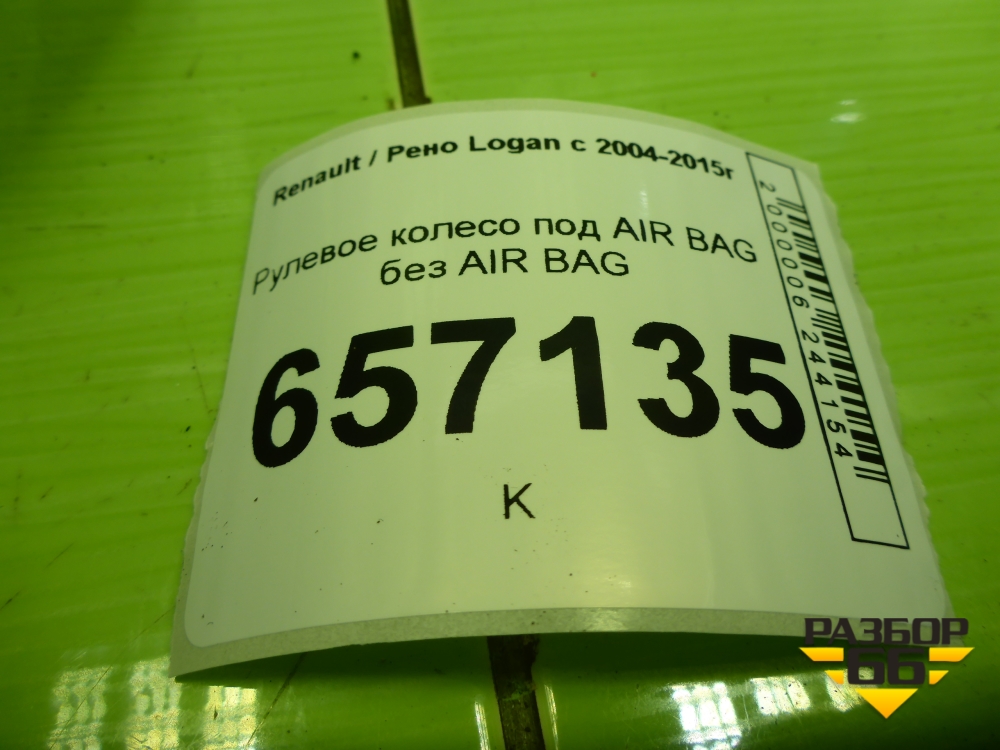 Renault / Рено Logan с 2004-2015г
Рулевое колесо под AIR BAG
без AIR BAG
657135
К
2000006244154
РАЗБОР
66